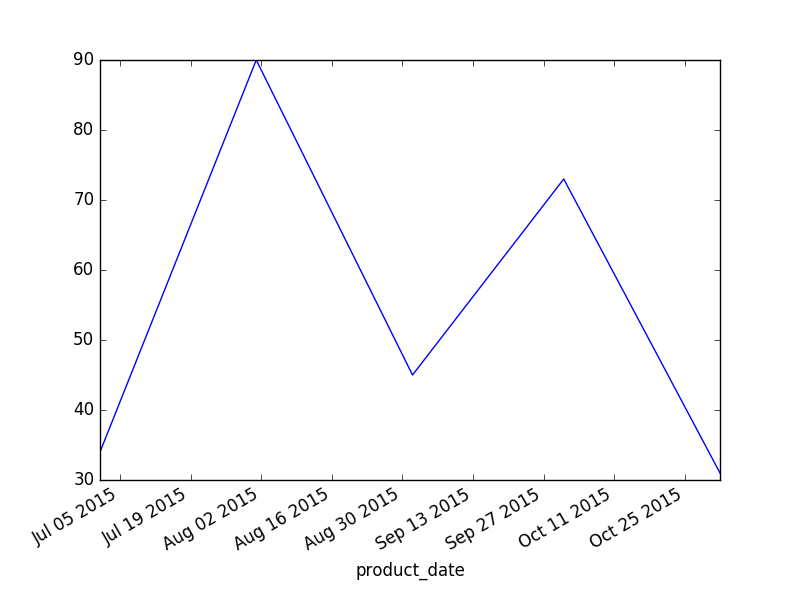 90
80
70
60
50
40
30
Jul 05 2015
Jul 19 2015
Aug 02 2015
Aug 16 2015
Aug 30 2015
Sep 13 2015
Sep 27 2015
Oct 11 2015
Oct 25 2015
product_date